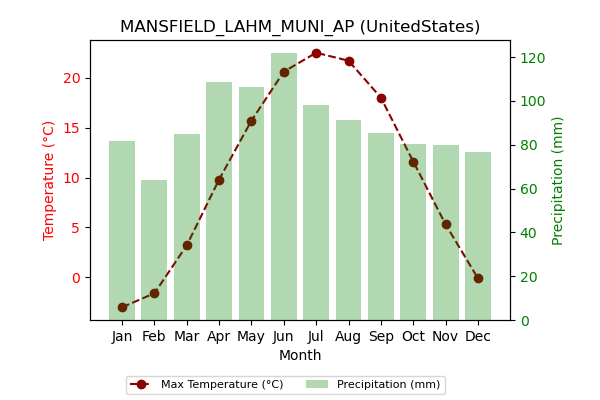 MANSFIELD_LAHM_MUNI_AP (UnitedStates)
Temperature (°C)
20
15
10
5
0
Precipitation (mm)
120
100
80
60
40
20
0
Jan Feb Mar Apr May Jun Jul Aug Sep Oct Nov Dec
Month
Max Temperature (°C) Precipitation (mm)